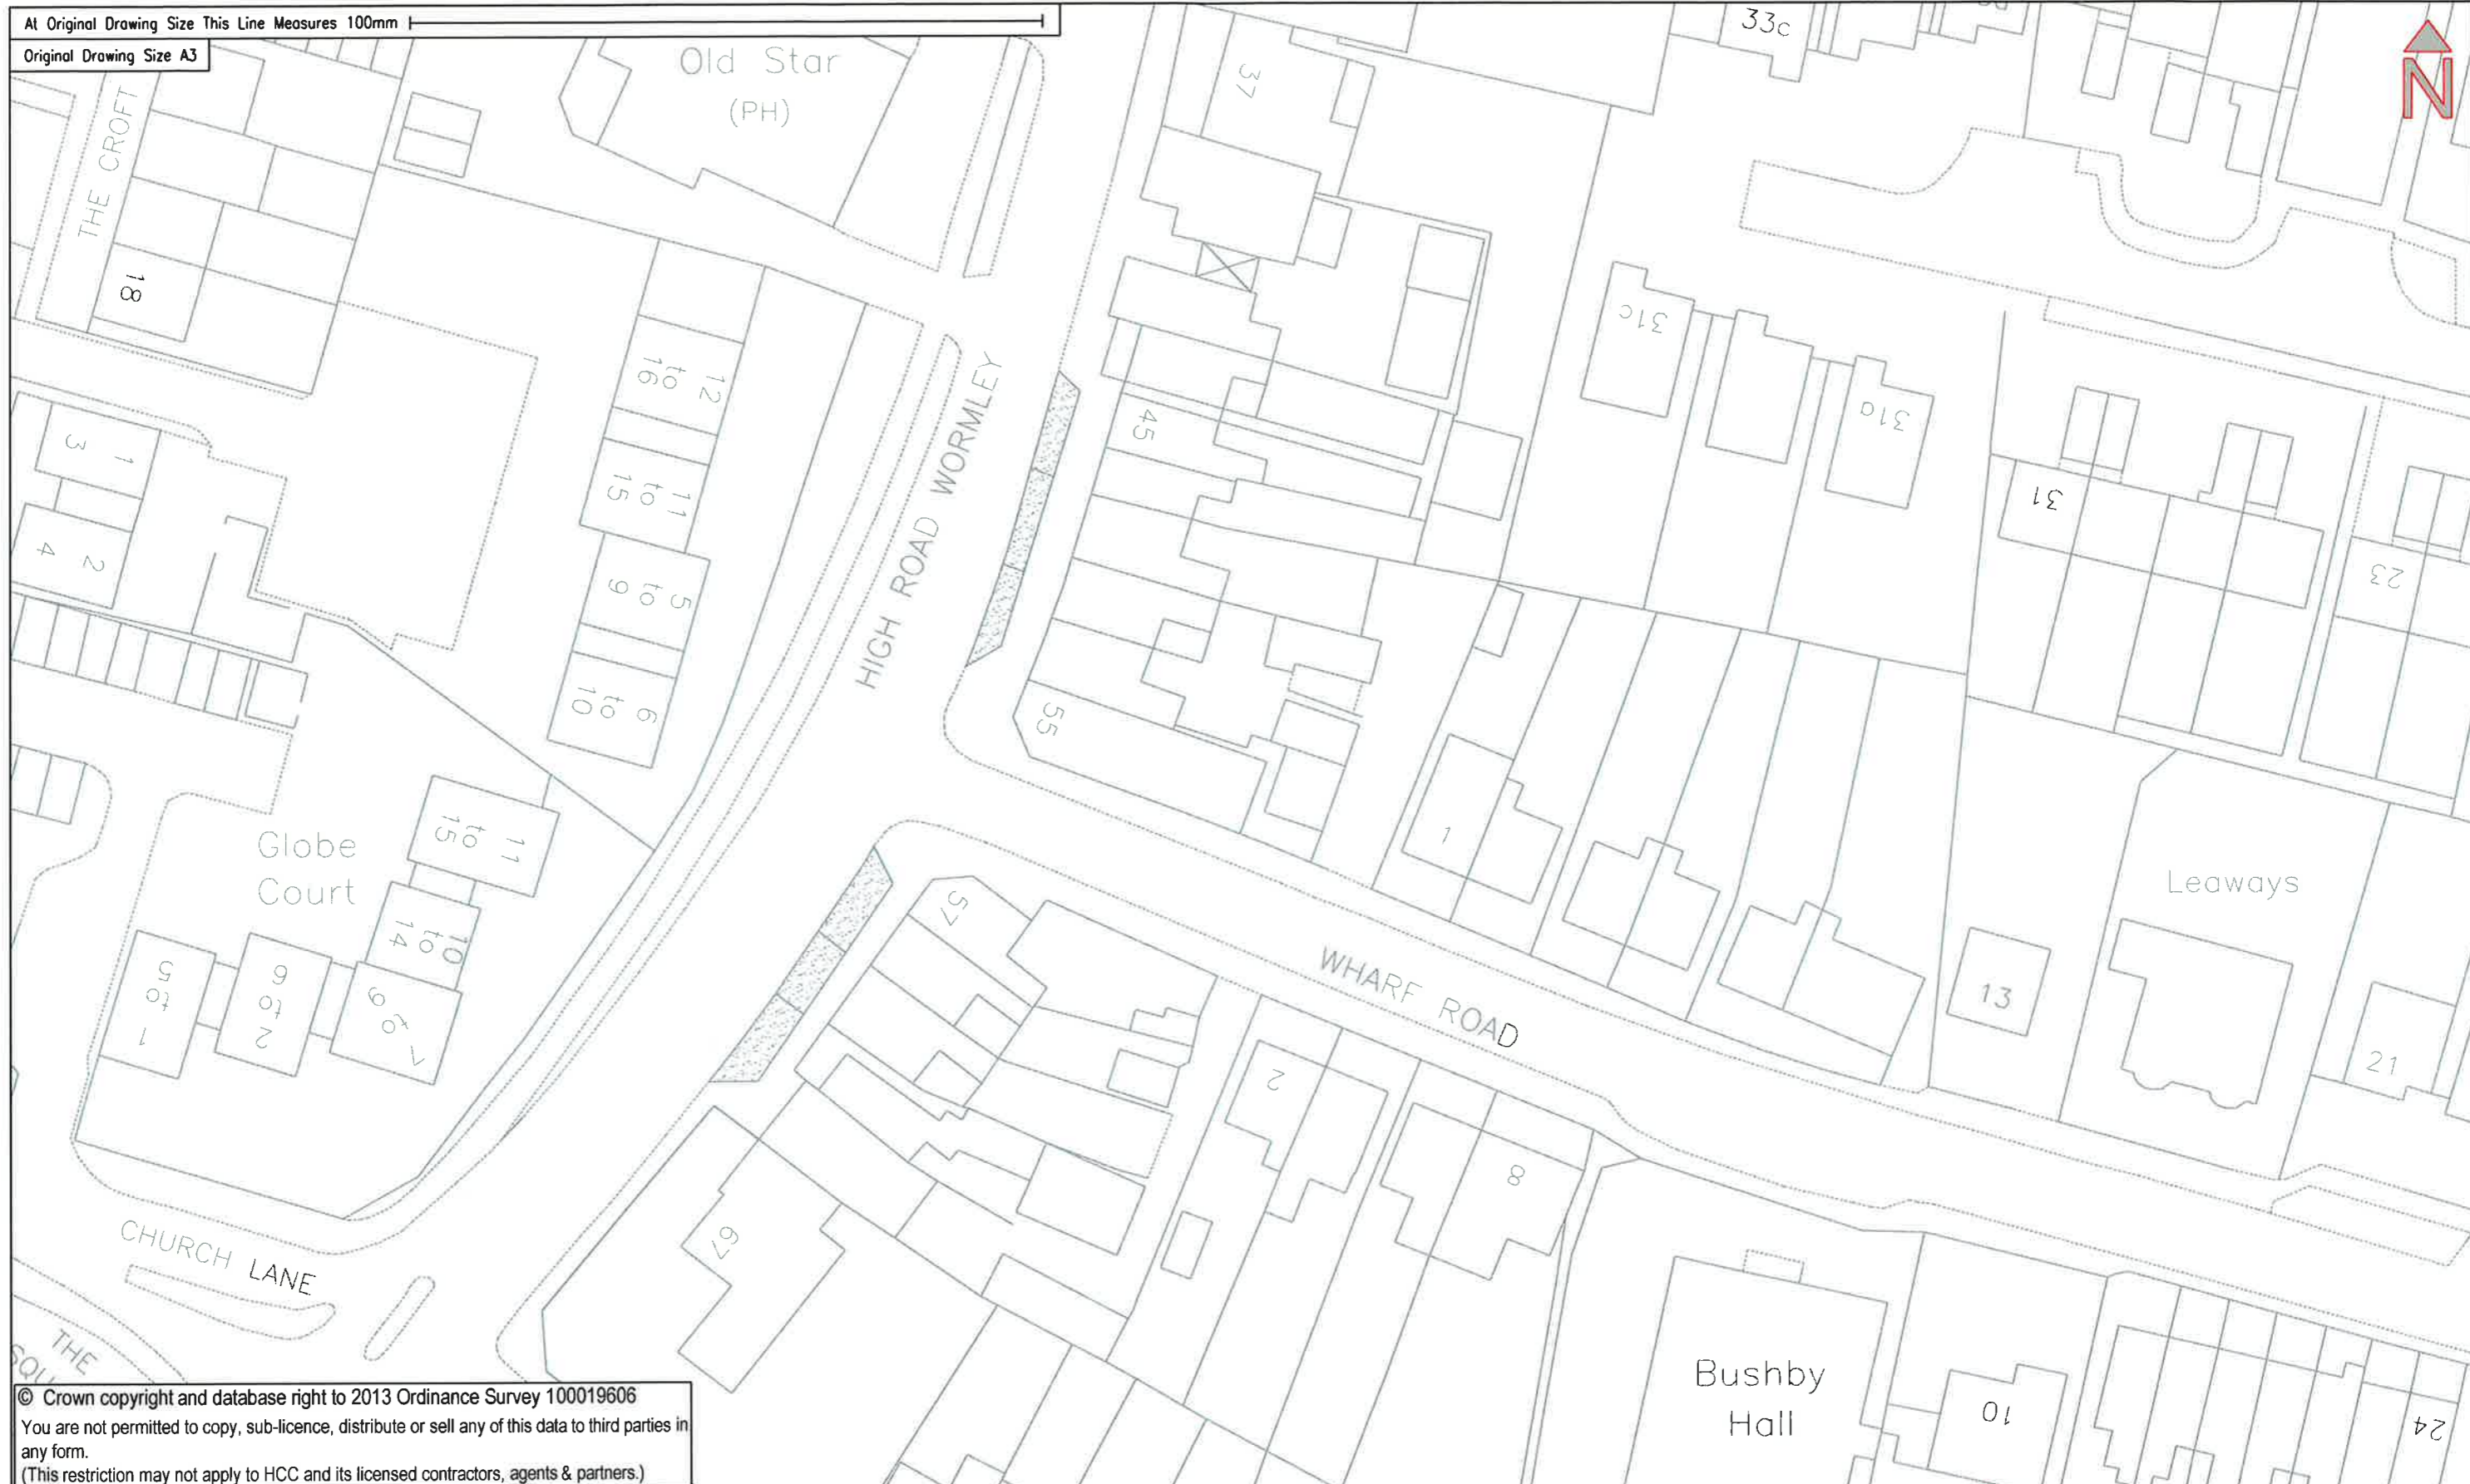 At Original Drawing Size This Line Measures 100mm
Original Drawing Size A3
N
33c
Old Star
(PH)
37
THE CROFT
18
12
to
16
11
to
15
5
to
9
6
to
10
HIGH ROAD WORMLEY
45
31c
31a
31
23
1
3
2
4
55
1
Globe
Court
11
to
15
10
to
14
1 to 5
2 to 6
7 to 9
57
WHARF ROAD
Leaways
13
21
2
8
67
CHURCH LANE
THE
SQU
Bushby
Hall
10
24
© Crown copyright and database right to 2013 Ordinance Survey 100019606
You are not permitted to copy, sub-licence, distribute or sell any of this data to third parties in
any form.
(This restriction may not apply to HCC and its licensed contractors, agents & partners.)